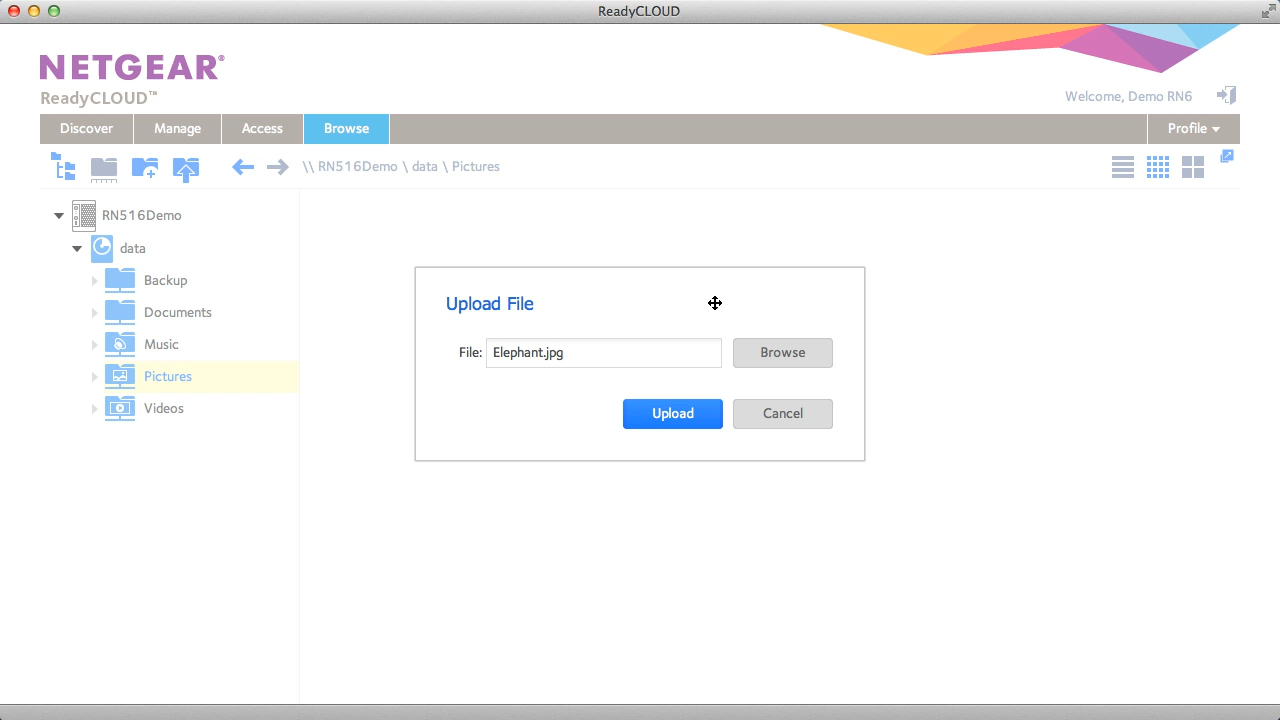 ReadyCLOUD
NETGEAR®
ReadyCLOUD™
Welcome, Demo RN6
Discover Manage Access Browse Profile
\\ RN516Demo \ data \ Pictures
RN516Demo
data
Backup
Documents
Music
Pictures
Videos
Upload File
File: Elephant.jpg Browse
Upload Cancel